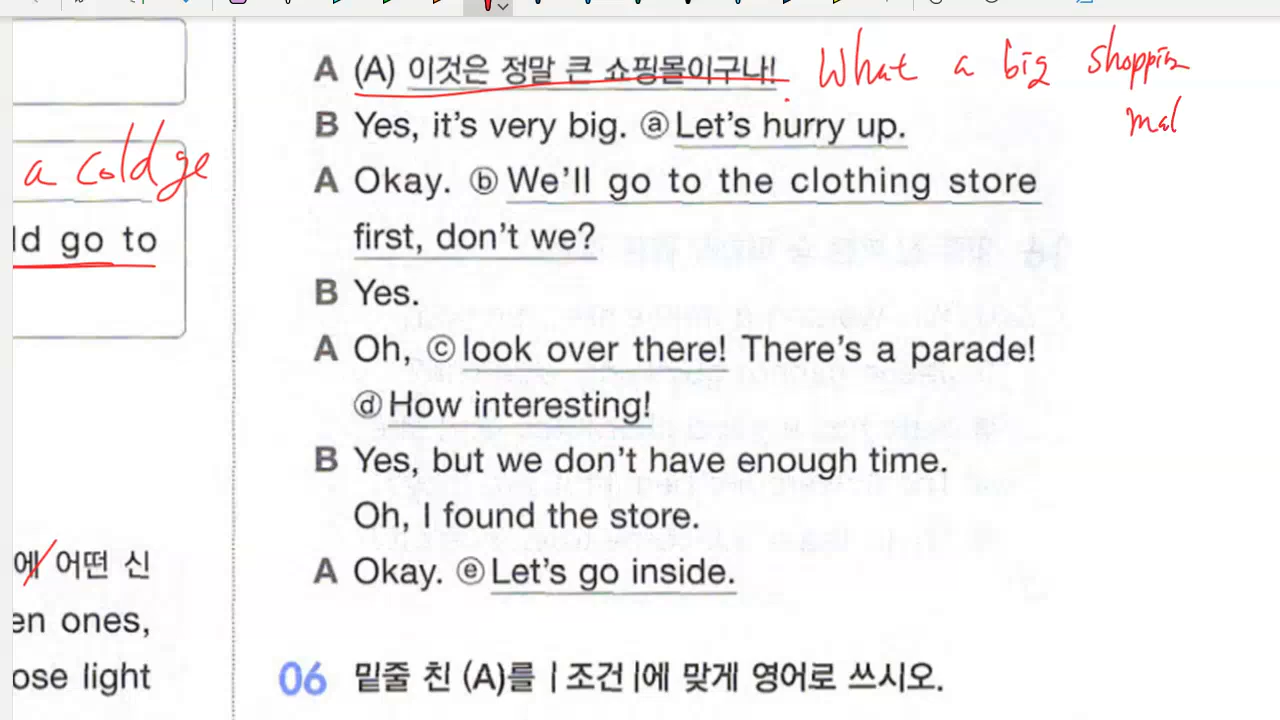 A (A) 이것은 정말 큰 쇼핑몰이구나! What a big shoppin
mal
B Yes, it's very big. ⓐ Let's hurry up.
A Okay. ⓑ We'll go to the clothing store
first, don't we?
B Yes.
A Oh, ⓒ look over there! There's a parade!
ⓓ How interesting!
B Yes, but we don't have enough time.
Oh, I found the store.
A Okay. ⓔ Let's go inside.
06 밑줄 친 (A)를 | 조건 |에 맞게 영어로 쓰시오.
a cold ge
ld go to
에 어떤 신
en ones,
ose light